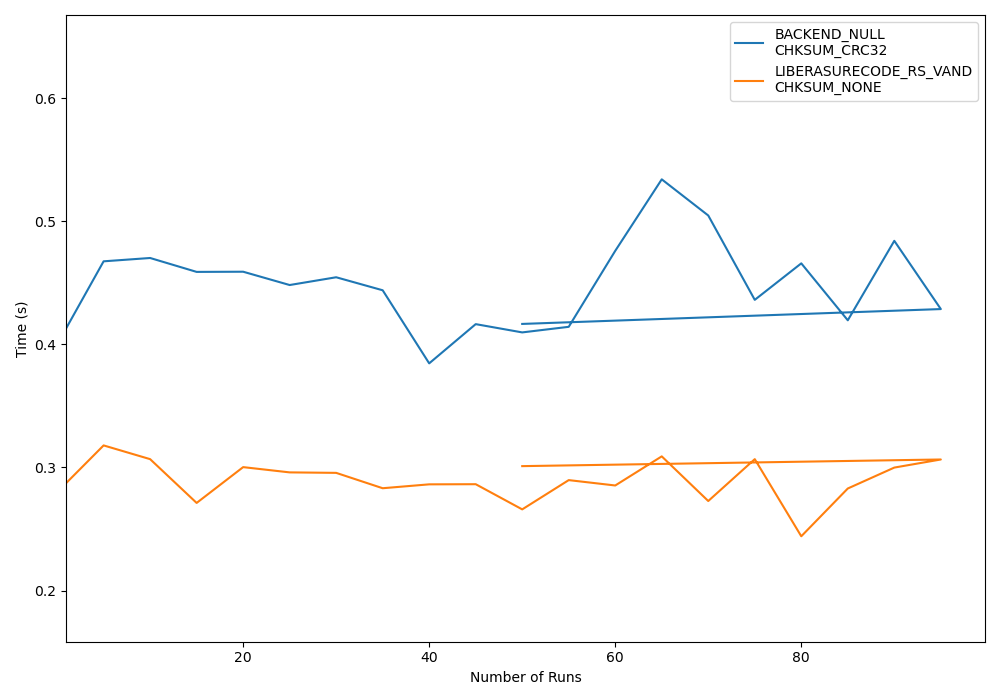 BACKEND_NULL
CHKSUM_CRC32
LIBERASURECODE_RS_VAND
CHKSUM_NONE
0.6
0.5
0.4
0.3
0.2
Time (s)
20 40 60 80
Number of Runs